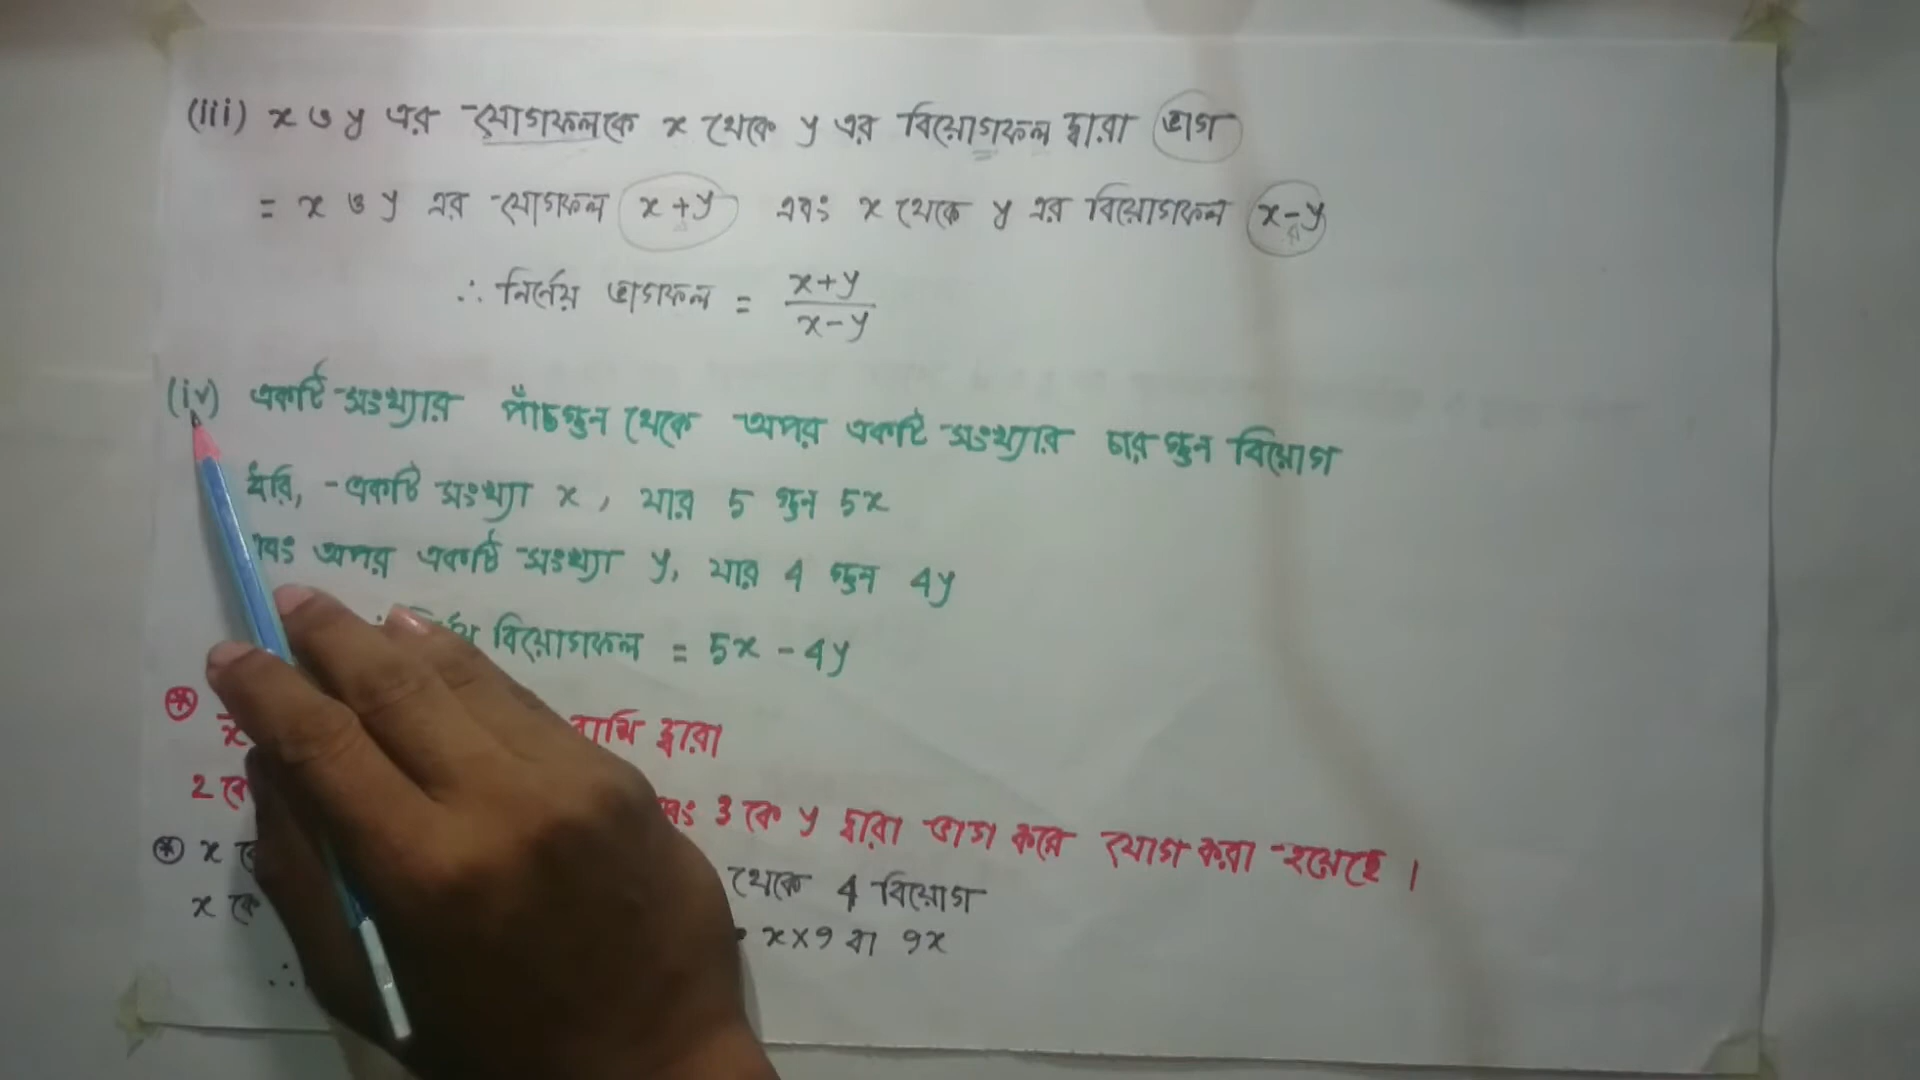 (iii) x ও y এর যোগফলকে x থেকে y এর বিয়োগফল দ্বারা ভাগ
= x ও y এর যোগফল x+y এবং x থেকে y এর বিয়োগফল x-y
∴ নির্নেয় ভাগফল = x+y / x-y
(iv) একটি সংখ্যার পাঁচগুন থেকে অপর একটি সংখ্যার চার গুন বিয়োগ
ধরি, একটি সংখ্যা x, যার 5 গুন 5x
অপর একটি সংখ্যা y, যার 4 গুন 4y
বিয়োগফল = 5x - 4y
রাশি দ্বারা
2 3 কে y দ্বারা ভাগ করে যোগ করা হয়েছে।
x থেকে 4 বিয়োগ
x কে x×9 বা 9x
∴